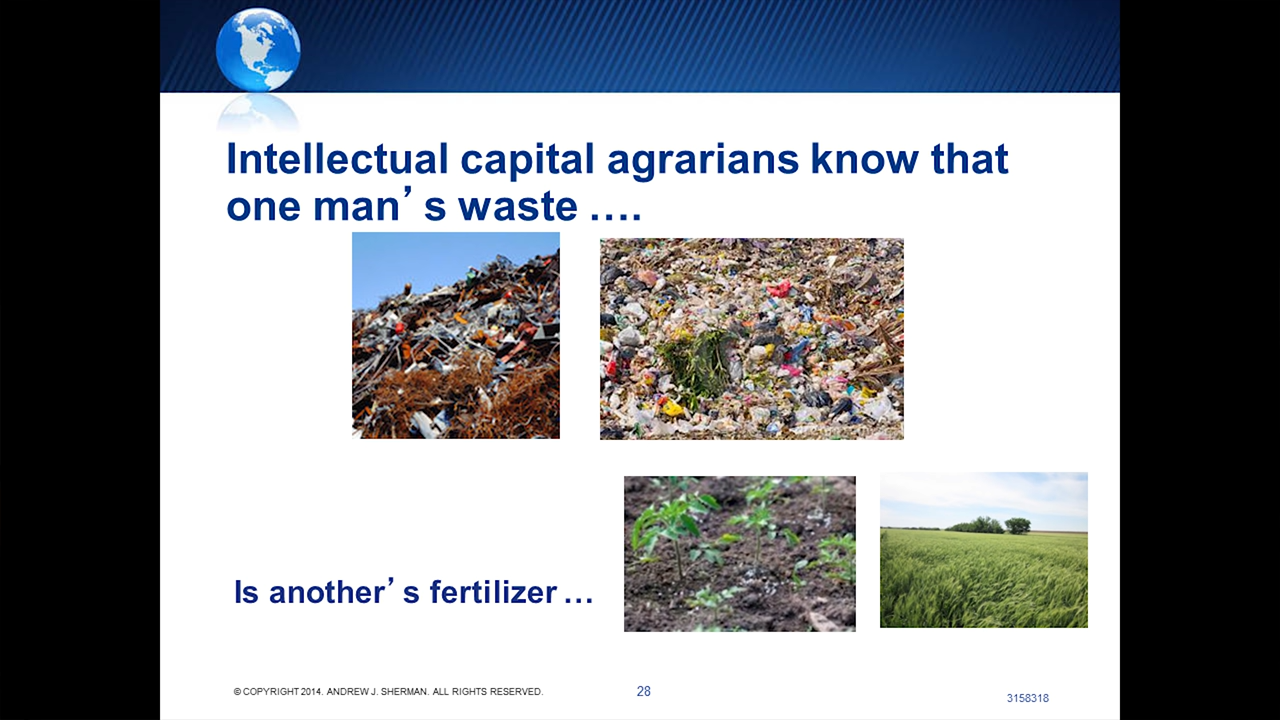 Intellectual capital agrarians know that
one man’s waste ….
Is another’s fertilizer …
© COPYRIGHT 2014. ANDREW J. SHERMAN. ALL RIGHTS RESERVED.
28
3158318